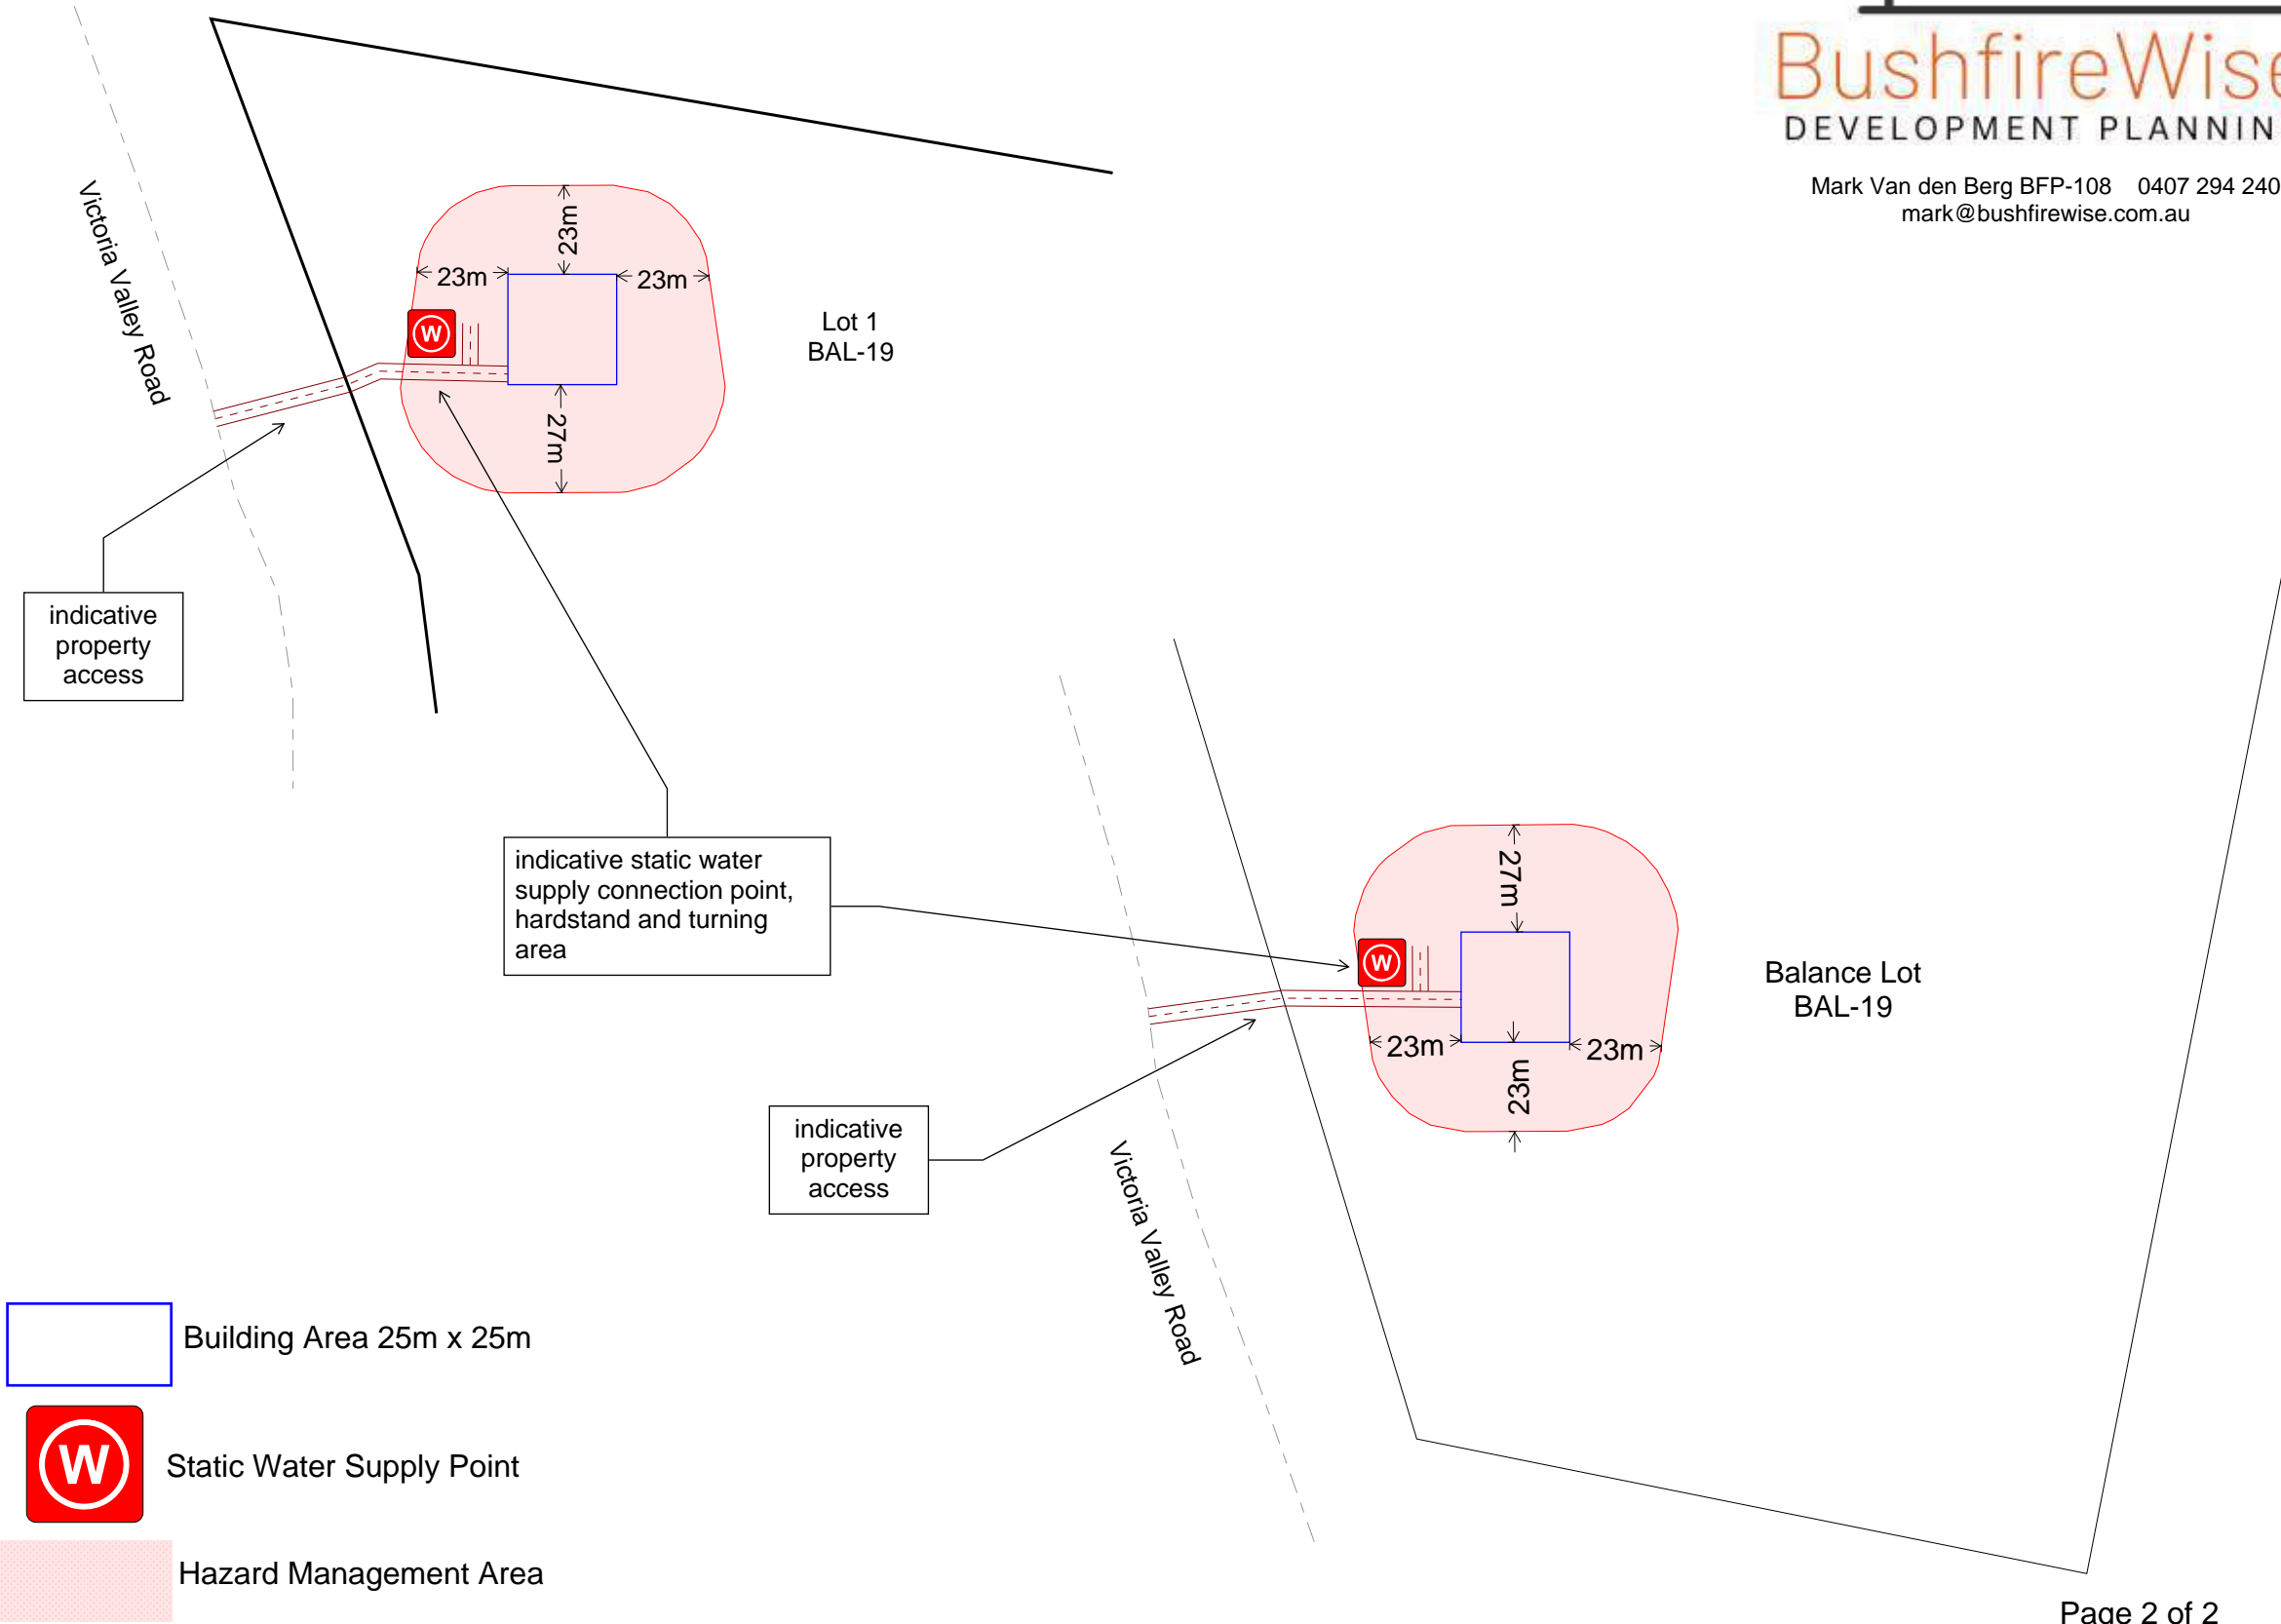 BushfireWise
DEVELOPMENT PLANNIN
Mark Van den Berg BFP-108 0407 294 240
mark@bushfirewise.com.au
Victoria Valley Road
23m
23m
23m
W
27m
Lot 1
BAL-19
indicative
property
access
indicative static water
supply connection point,
hardstand and turning
area
27m
W
23m
23m
23m
Balance Lot
BAL-19
indicative
property
access
Victoria Valley Road
Building Area 25m x 25m
W
Static Water Supply Point
Hazard Management Area
Page 2 of 2